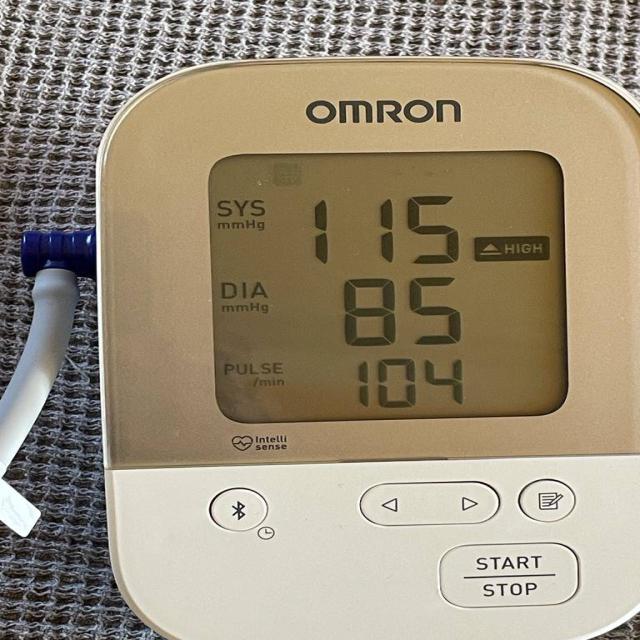 OMRON
SYS
mmHg
115
HIGH
DIA
mmHg
85
PULSE
/min
104
Intelli
sense
START
STOP